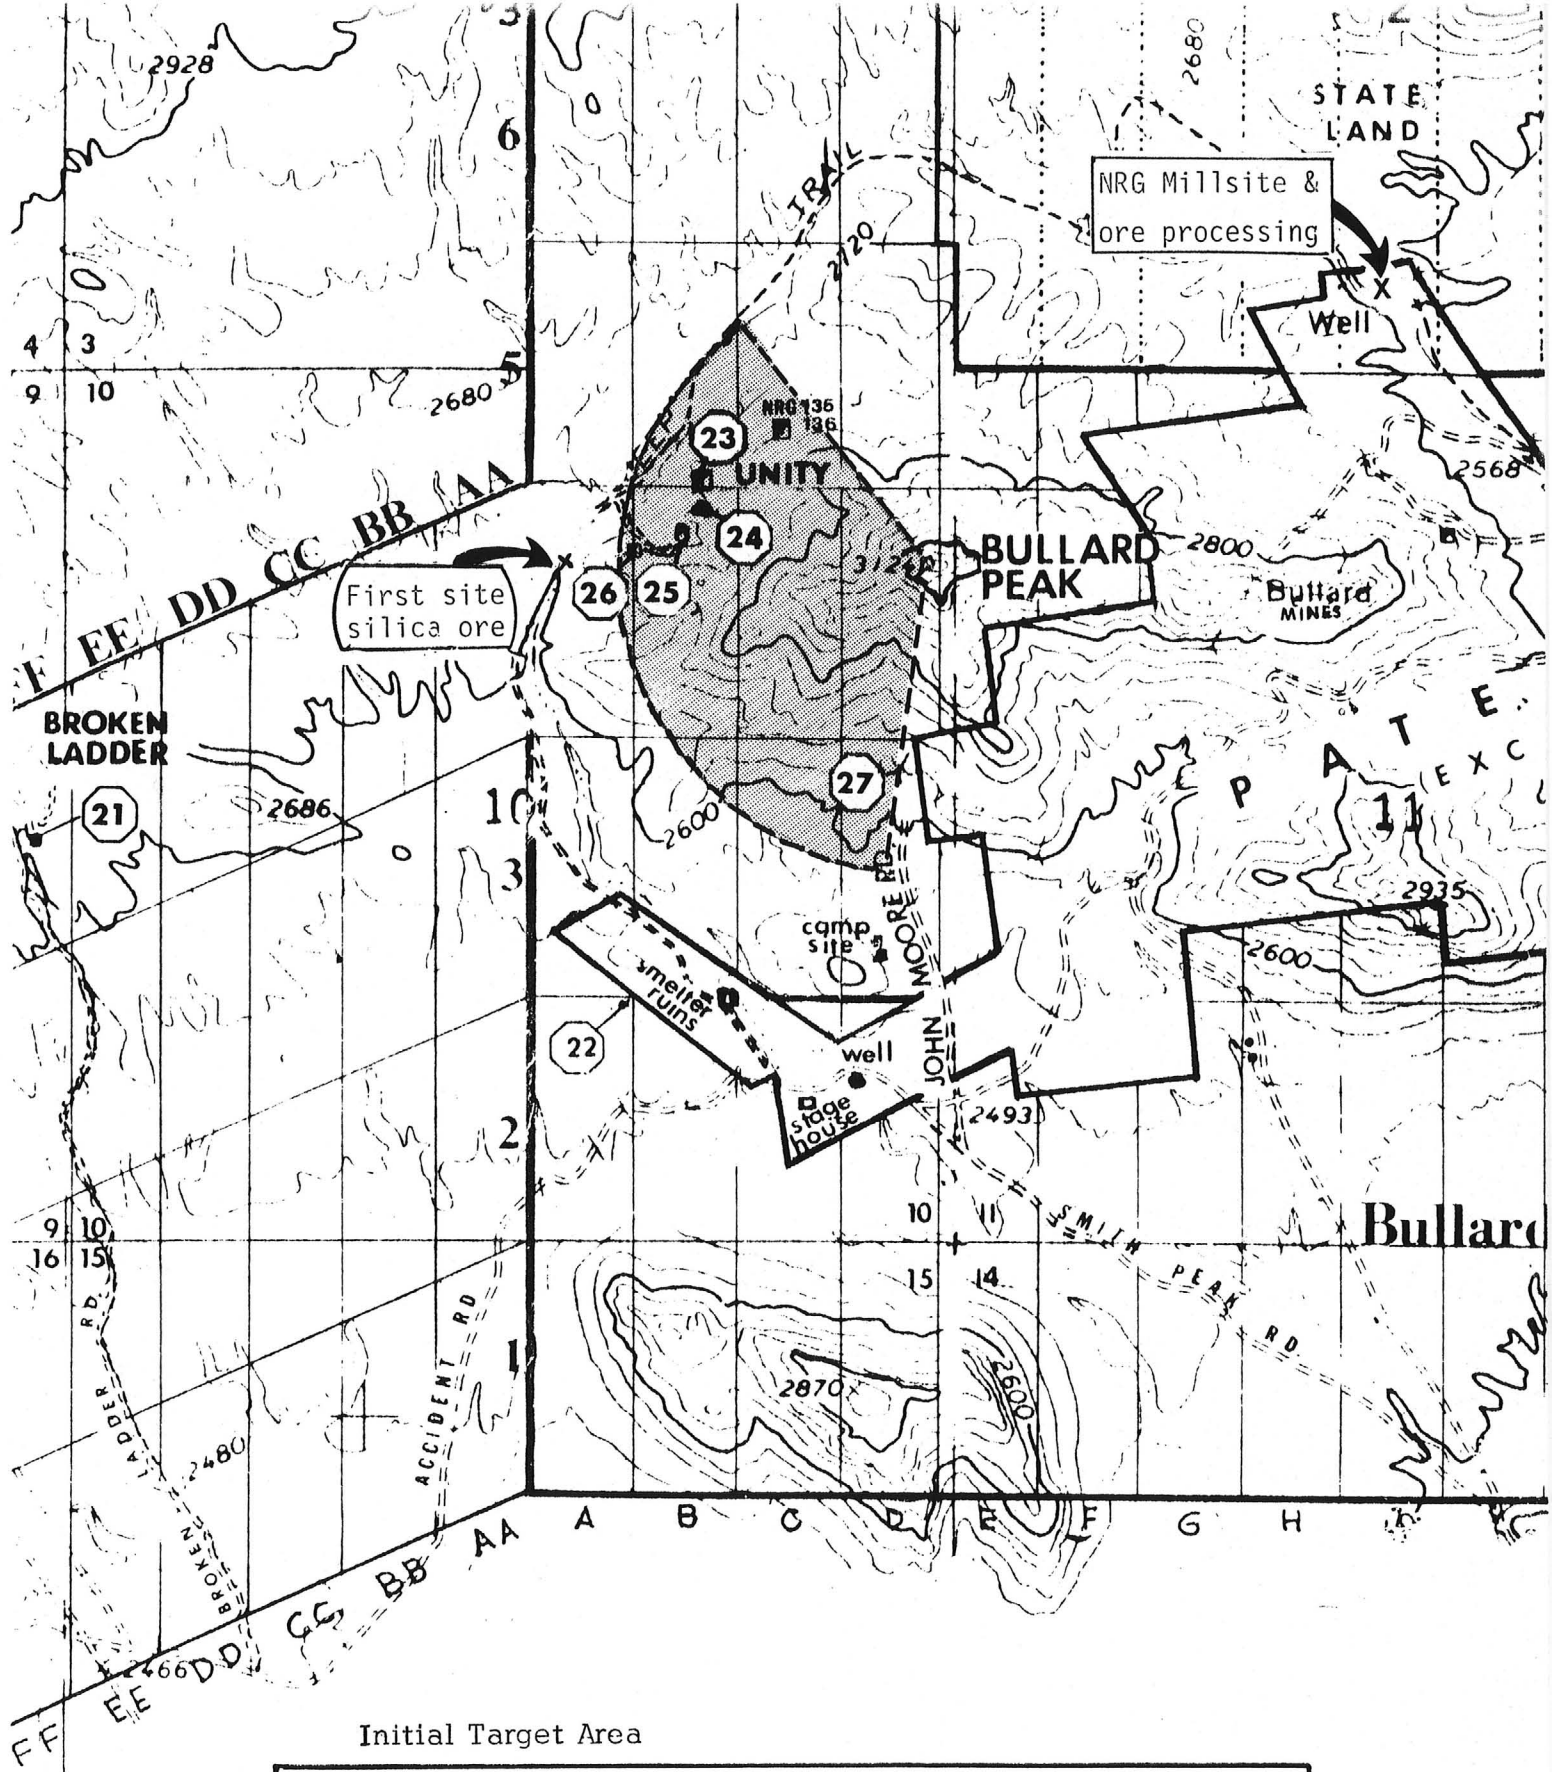 2928
6
2680
STATE
LAND
TRAIL
2720
NRG Millsite &
ore processing
X
Well
4 3
9 10
5
2680
NRG 135
136
23
UNITY
2568
AA
BB
CC
DD
EE
24
First site
silica ore
x
26
25
312
BULLARD
PEAK
2800
Bullard
MINES
BROKEN
LADDER
21
2686
10
2600
27
PATE
EXC
11
3
2935
camp
site
2600
smelter
ruins
22
JOHN MOORE RD
well
stage
house
2493
2
9 10
16 15
10 11
15 14
SMITH PEAK RD
Bullard
ACCIDENT RD
1
2870
2600
BROKEN LADDER RD
2480
A B C D E F G H
AA
BB
CC
DD
EE
FF
2466
Initial Target Area